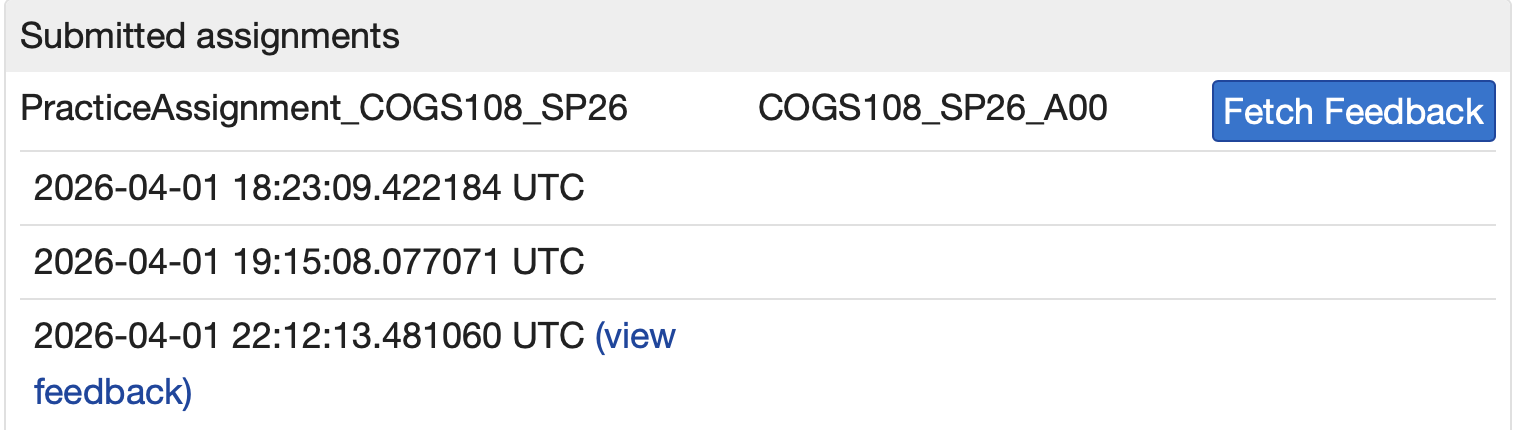 Submitted assignments
PracticeAssignment_COGS108_SP26 COGS108_SP26_A00 Fetch Feedback
2026-04-01 18:23:09.422184 UTC
2026-04-01 19:15:08.077071 UTC
2026-04-01 22:12:13.481060 UTC (view
feedback)